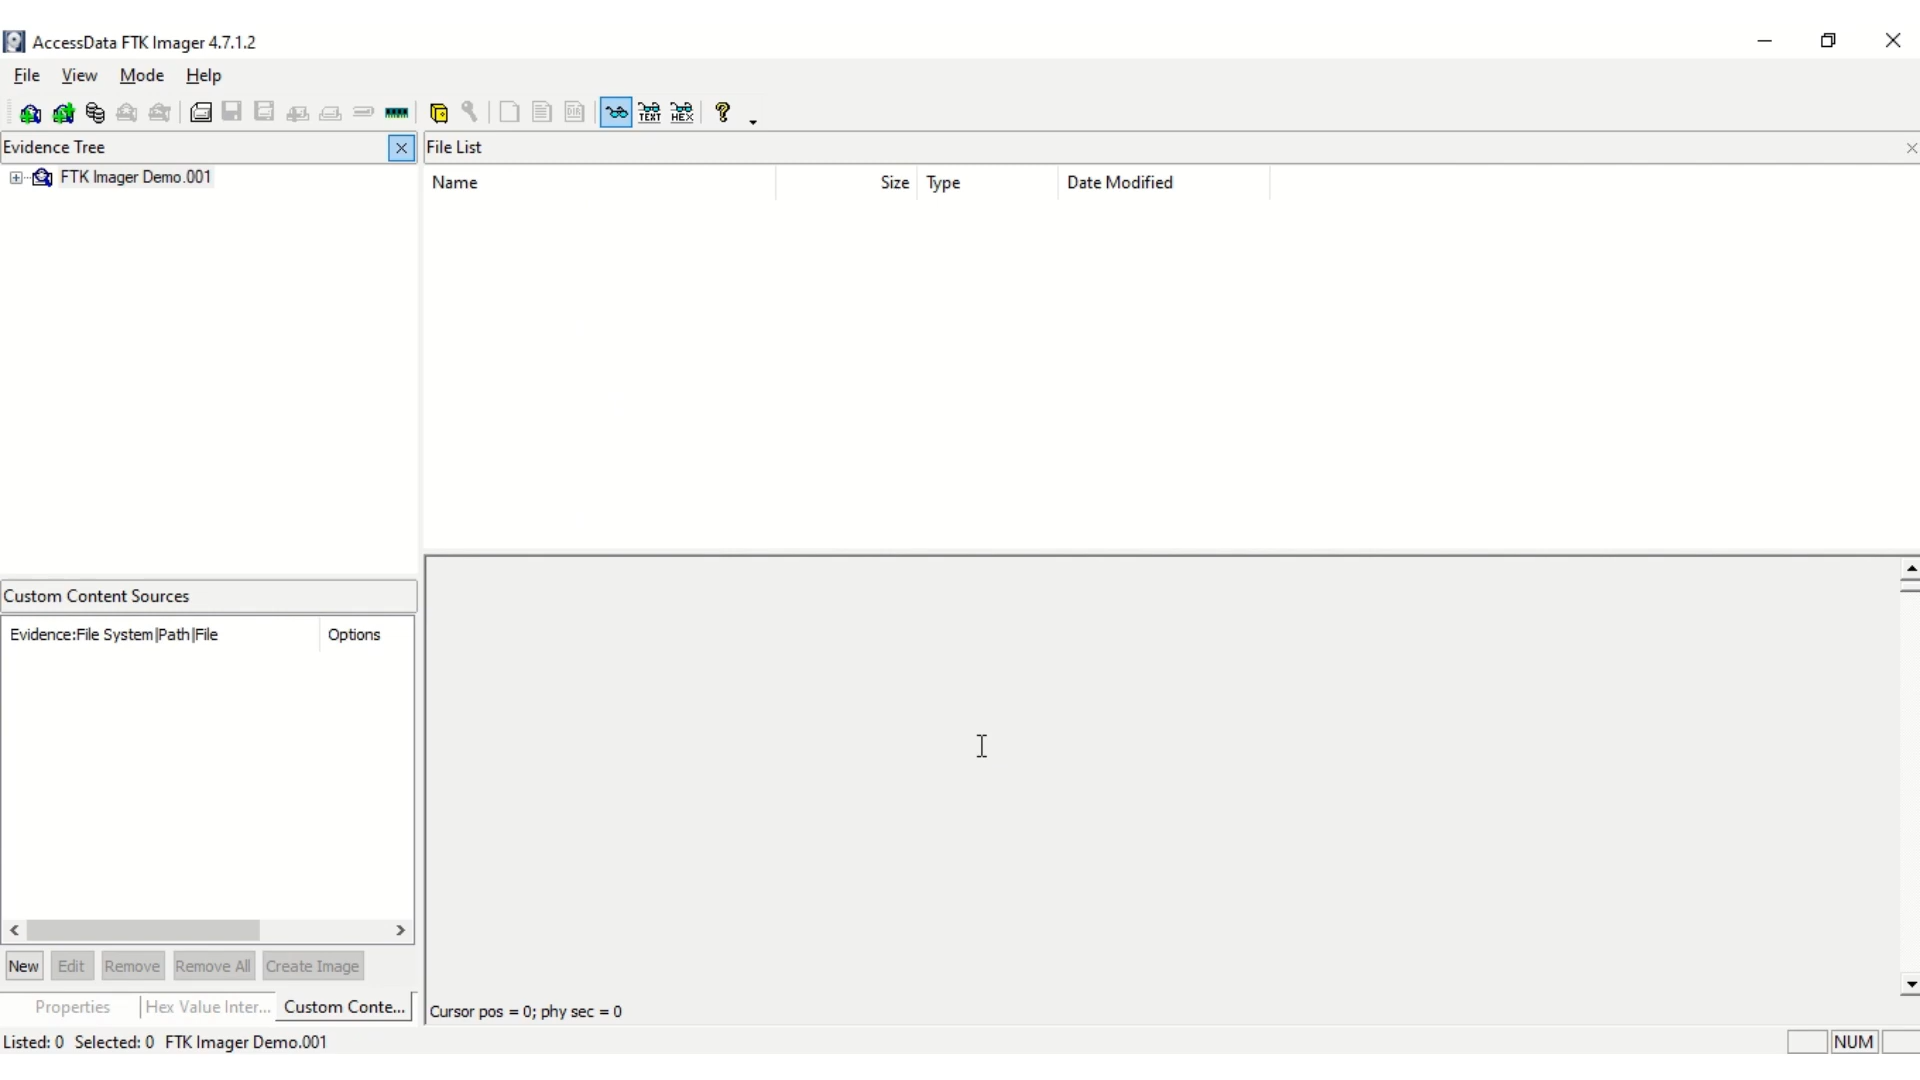 AccessData FTK Imager 4.7.1.2
File View Mode Help
TEXT HEX ?
DIR
Evidence Tree
File List
FTK Imager Demo.001
Name Size Type Date Modified
Custom Content Sources
Evidence:File System|Path|File Options
New Edit Remove Remove All Create Image
Properties Hex Value Inter... Custom Conte...
Cursor pos = 0; phy sec = 0
Listed: 0 Selected: 0 FTK Imager Demo.001
NUM